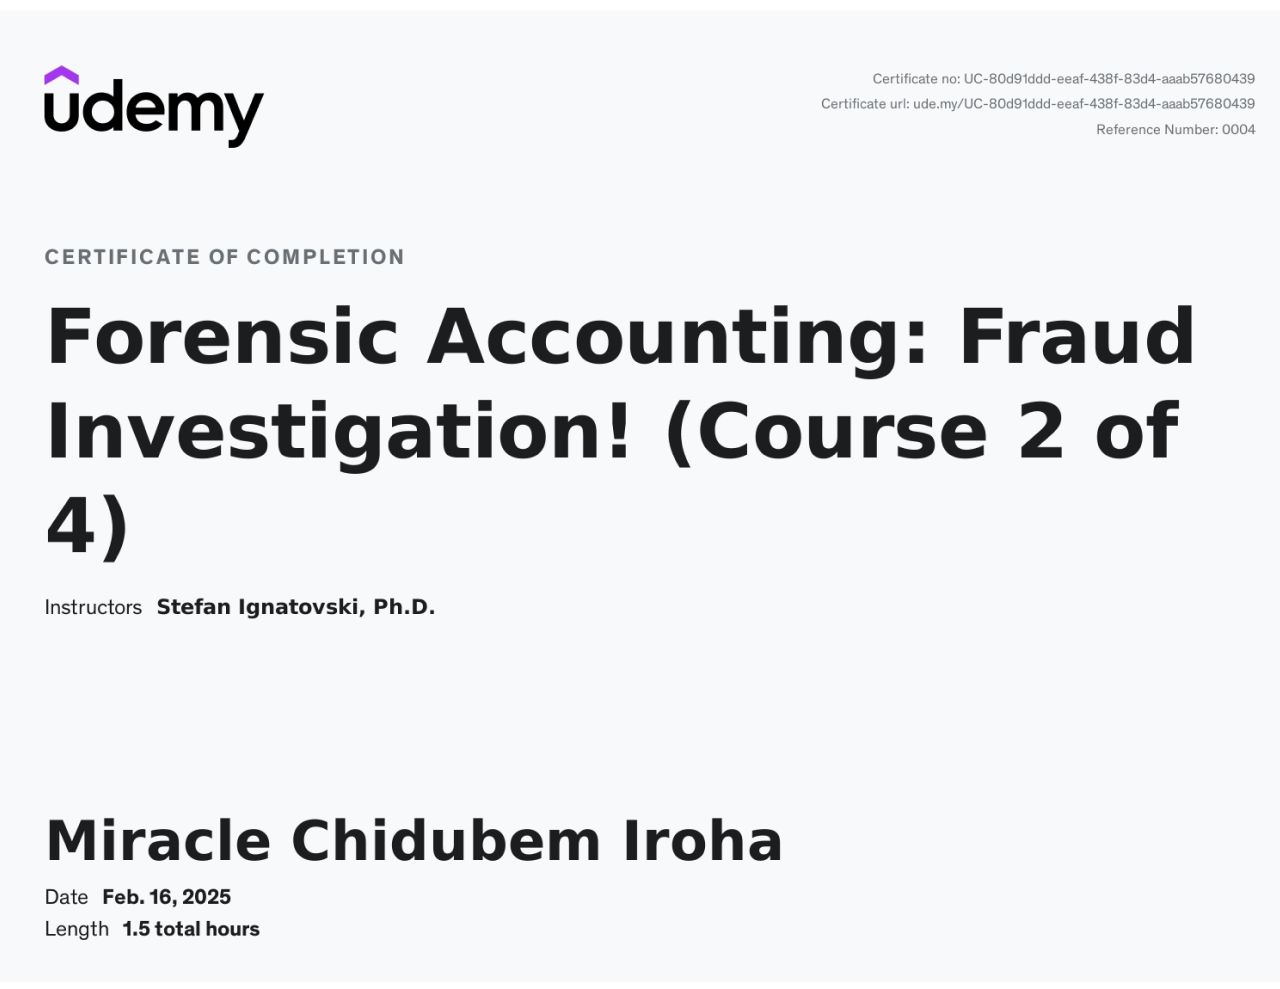 udemy
Certificate no: UC-80d91ddd-eeaf-438f-83d4-aaab57680439
Certificate url: ude.my/UC-80d91ddd-eeaf-438f-83d4-aaab57680439
Reference Number: 0004
CERTIFICATE OF COMPLETION
Forensic Accounting: Fraud
Investigation! (Course 2 of
4)
Instructors Stefan Ignatovski, Ph.D.
Miracle Chidubem Iroha
Date Feb. 16, 2025
Length 1.5 total hours